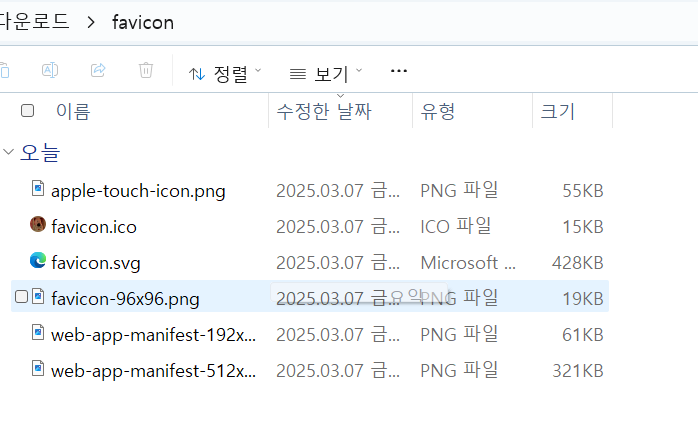 다운로드 > favicon
정렬 보기 ...
이름 수정한 날짜 유형 크기
오늘
apple-touch-icon.png 2025.03.07 금... PNG 파일 55KB
favicon.ico 2025.03.07 금... ICO 파일 15KB
favicon.svg 2025.03.07 금... Microsoft ... 428KB
favicon-96x96.png 2025.03.07 금...요일 PNG 파일 19KB
web-app-manifest-192x... 2025.03.07 금... PNG 파일 61KB
web-app-manifest-512x... 2025.03.07 금... PNG 파일 321KB